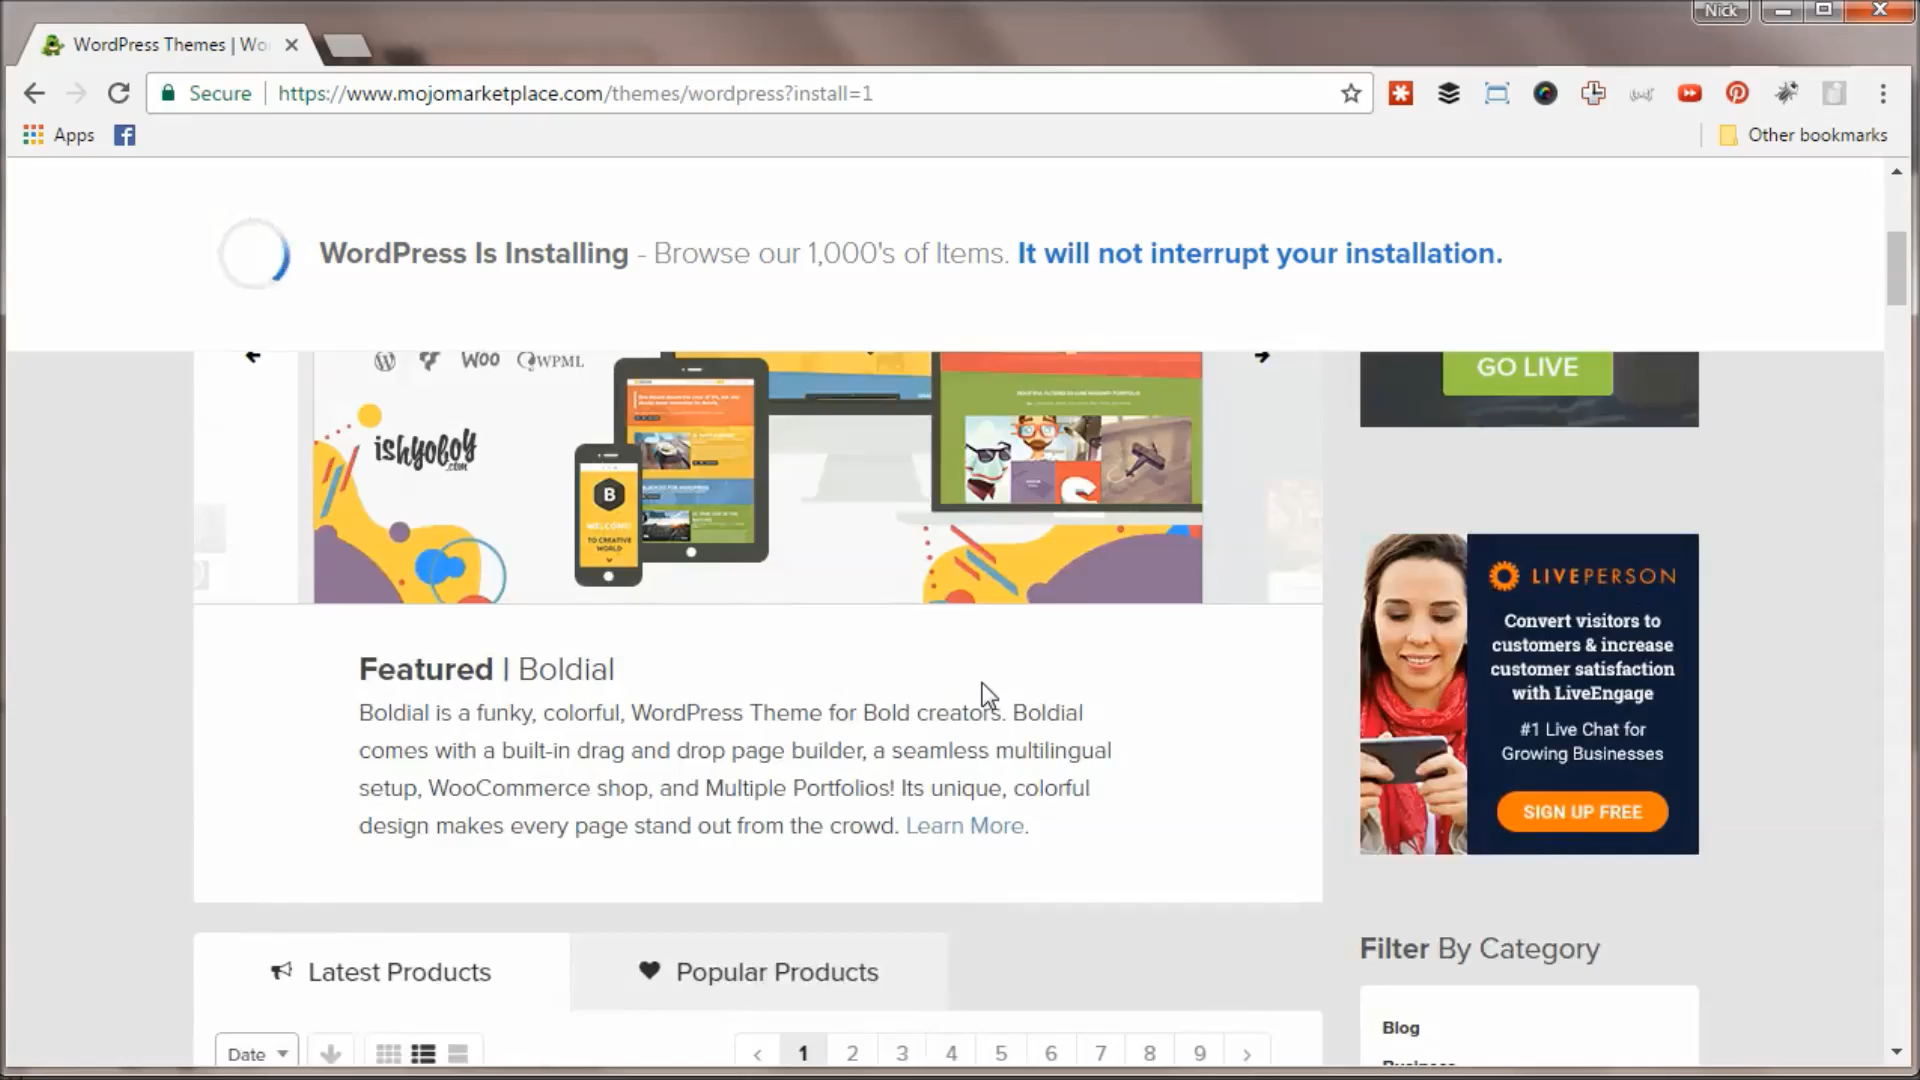 Nick
WordPress Themes | Wo
Secure
https://www.mojomarketplace.com/themes/wordpress?install=1
Apps
Other bookmarks
WordPress Is Installing - Browse our 1,000's of Items. It will not interrupt your installation.
Woo
WPML
ishyoboy
.com
B
WELCOME
TO CREATIVE
WORLD
GO LIVE
LIVEPERSON
Convert visitors to
customers & increase
customer satisfaction
with LiveEngage
#1 Live Chat for
Growing Businesses
SIGN UP FREE
Featured | Boldial
Boldial is a funky, colorful, WordPress Theme for Bold creators. Boldial
comes with a built-in drag and drop page builder, a seamless multilingual
setup, WooCommerce shop, and Multiple Portfolios! Its unique, colorful
design makes every page stand out from the crowd. Learn More.
Latest Products
Popular Products
Filter By Category
Date
1 2 3 4 5 6 7 8 9
Blog
Business